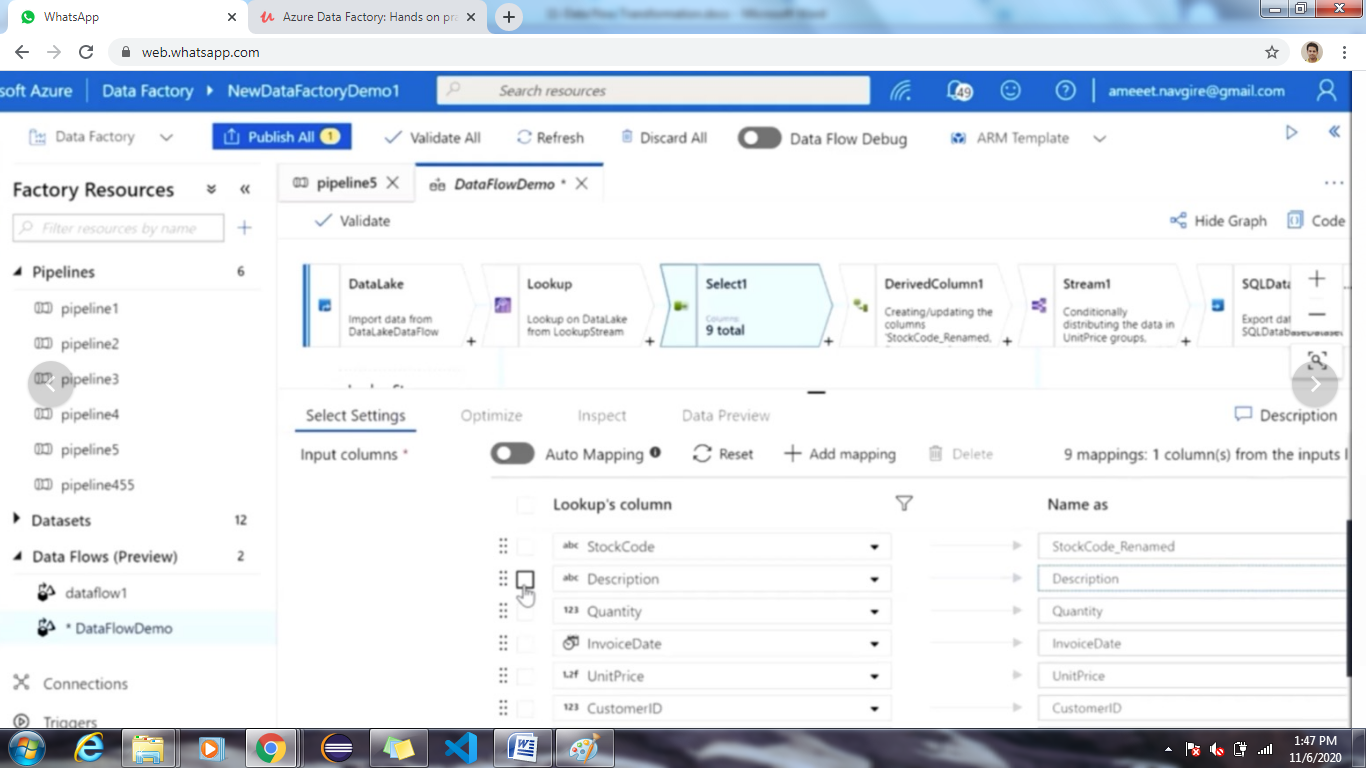 WhatsApp
Azure Data Factory: Hands on pra
web.whatsapp.com
soft Azure Data Factory NewDataFactoryDemo1 Search resources 49 ameeet.navgire@gmail.com
Data Factory Publish All 1 Validate All Refresh Discard All Data Flow Debug ARM Template
Factory Resources
pipeline5 DataFlowDemo *
Filter resources by name
Validate Hide Graph Code
Pipelines 6
pipeline1
pipeline2
pipeline3
pipeline4
pipeline5
pipeline455
Datasets 12
Data Flows (Preview) 2
dataflow1
* DataFlowDemo
Connections
Triggers
DataLake
Import data from
DataLakeDataFlow
Lookup
Lookup on DataLake
from LookupStream
Select1
Columns:
9 total
DerivedColumn1
Creating/updating the
columns
'StockCode_Renamed,
Stream1
Conditionally
distributing the data in
UnitPrice groups.
SQLData
Export dat
Select Settings Optimize Inspect Data Preview Description
Input columns * Auto Mapping Reset Add mapping Delete 9 mappings: 1 column(s) from the inputs l
Lookup's column Name as
abc StockCode StockCode_Renamed
abc Description Description
123 Quantity Quantity
InvoiceDate InvoiceDate
1.2f UnitPrice UnitPrice
123 CustomerID CustomerID
1:47 PM
11/6/2020